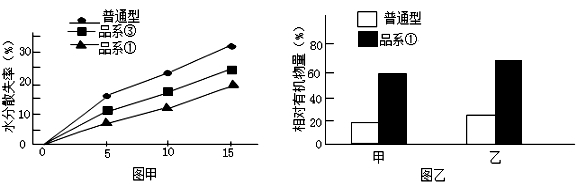 普通型
品系③
品系①
水分散失率（%）
30
20
10
0
0
5
10
15
图甲
普通型
品系①
相对有机物量（%）
80
60
40
20
0
甲
乙
图乙